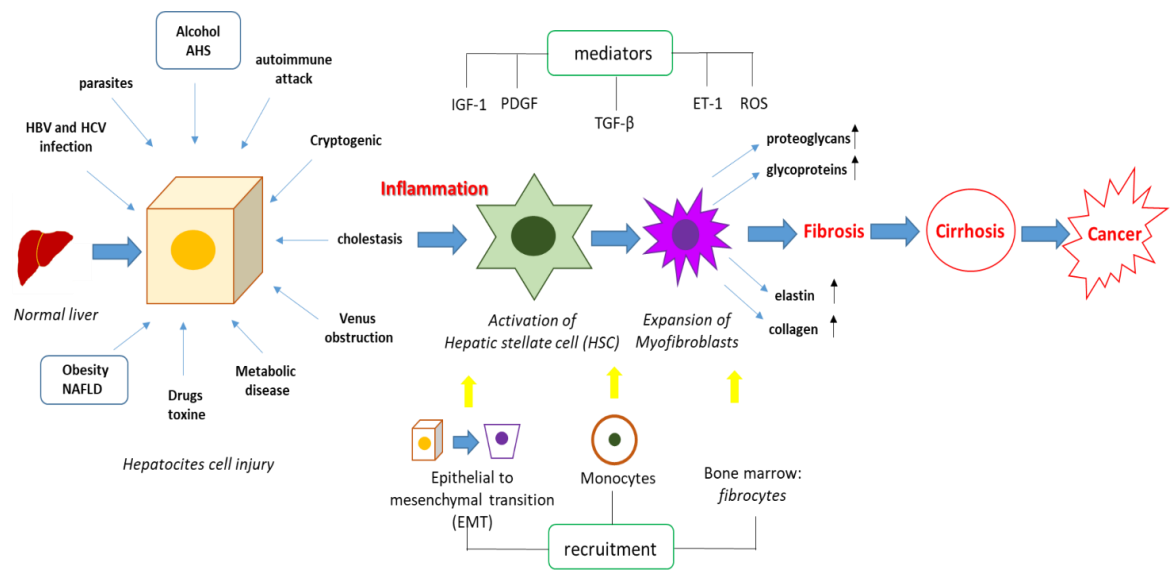 Alcohol
AHS
autoimmune
attack
parasites
HBV and HCV
infection
Cryptogenic
cholestasis
Venus
obstruction
Metabolic
disease
Drugs
toxine
Obesity
NAFLD
Normal liver
Hepatocites cell injury
mediators
IGF-1
PDGF
TGF-β
ET-1
ROS
Inflammation
Activation of
Hepatic stellate cell (HSC)
Expansion of
Myofibroblasts
proteoglycans
glycoproteins
elastin
collagen
Fibrosis
Cirrhosis
Cancer
Epithelial to
mesenchymal transition
(EMT)
Monocytes
Bone marrow:
fibrocytes
recruitment